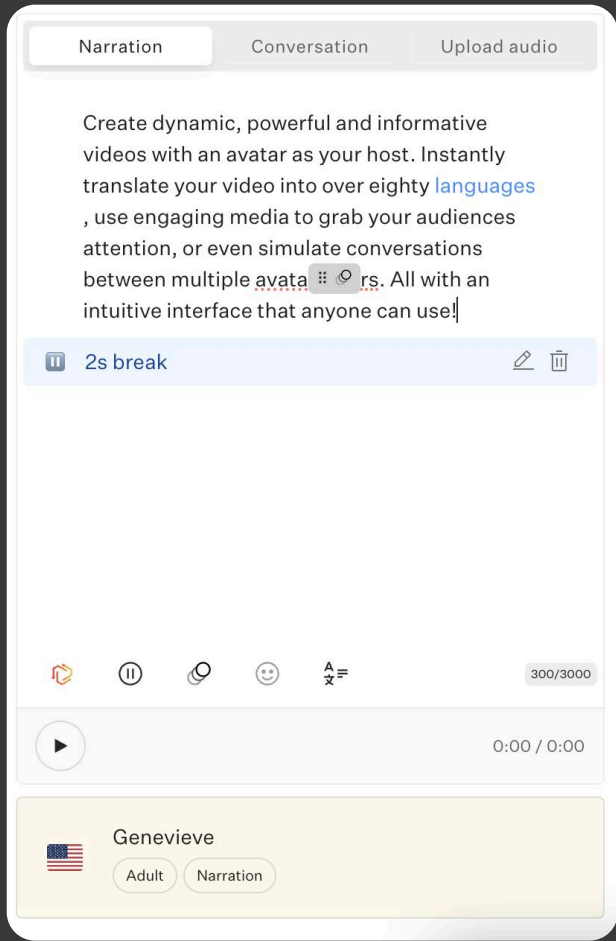 Narration
Conversation
Upload audio
Create dynamic, powerful and informative
videos with an avatar as your host. Instantly
translate your video into over eighty languages
, use engaging media to grab your audiences
attention, or even simulate conversations
between multiple avatars. All with an
intuitive interface that anyone can use!
2s break
300/3000
0:00 / 0:00
Genevieve
Adult
Narration